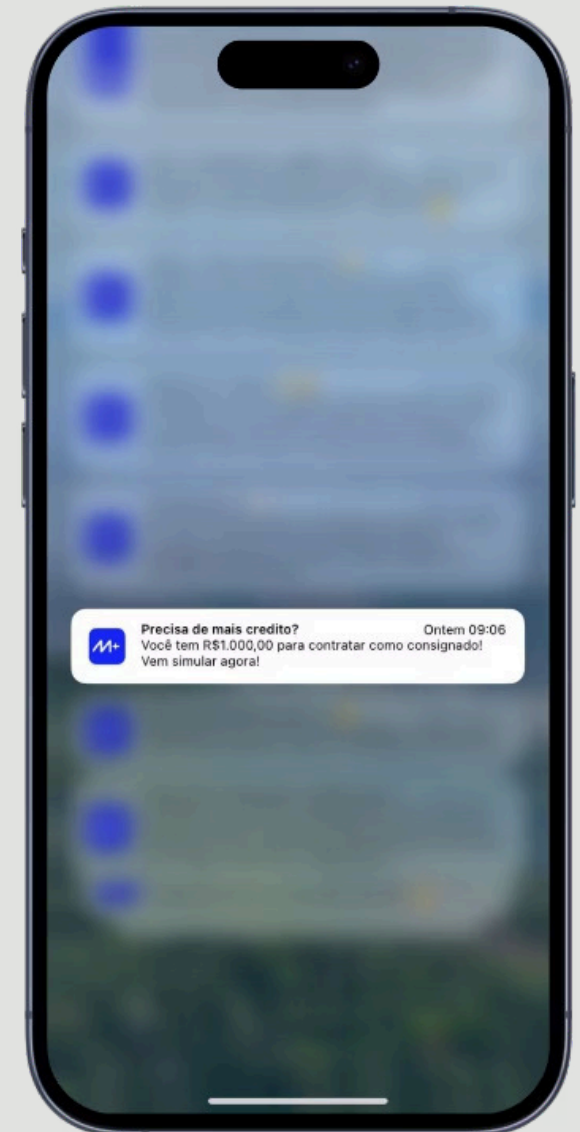 M+
Precisa de mais credito?
Ontem 09:06
Você tem R$1.000,00 para contratar como consignado!
Vem simular agora!